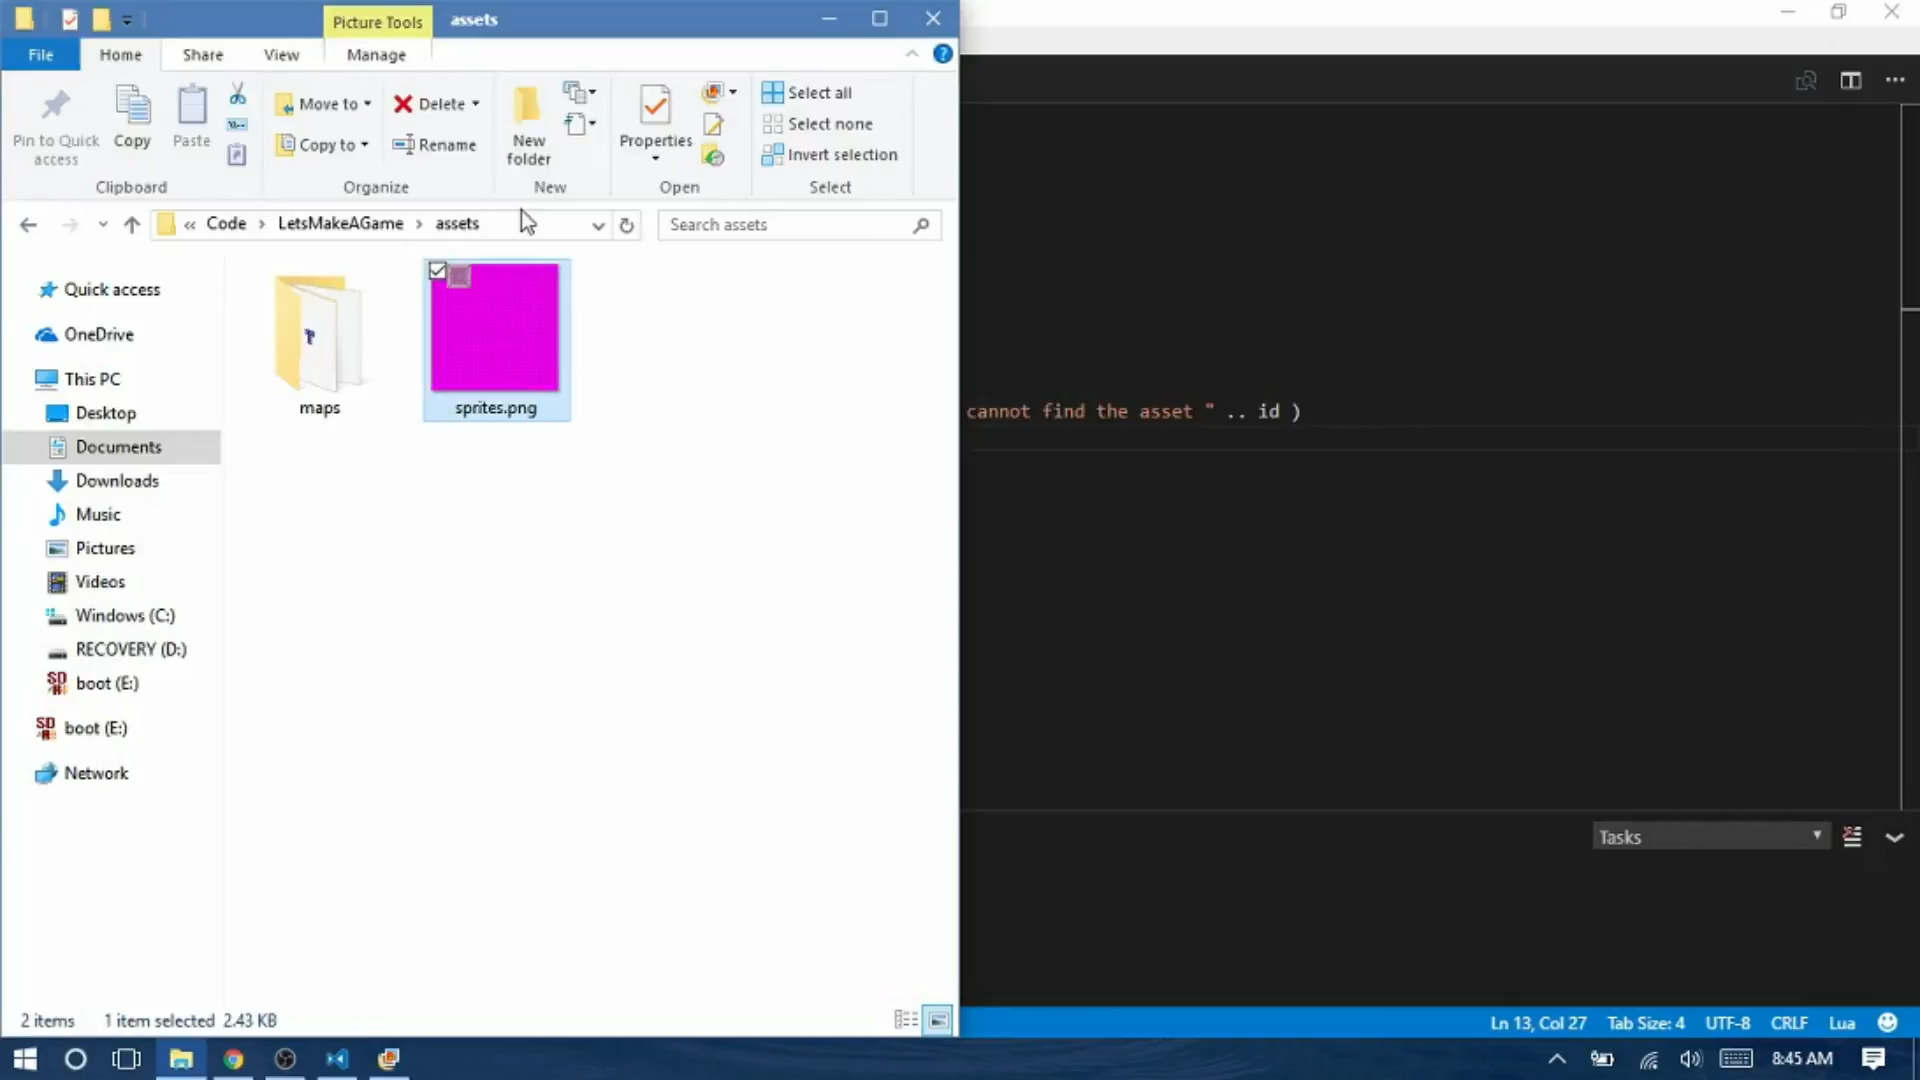 Picture Tools
assets
File
Home
Share
View
Manage
Pin to Quick
access
Copy
Paste
Move to
Copy to
Delete
Rename
New
folder
Properties
Select all
Select none
Invert selection
Clipboard
Organize
New
Open
Select
« Code > LetsMakeAGame > assets
Search assets
Quick access
OneDrive
This PC
Desktop
Documents
Downloads
Music
Pictures
Videos
Windows (C:)
RECOVERY (D:)
boot (E:)
boot (E:)
Network
maps
sprites.png
cannot find the asset " .. id )
Tasks
2 items 1 item selected 2.43 KB
Ln 13, Col 27 Tab Size: 4 UTF-8 CRLF Lua
8:45 AM